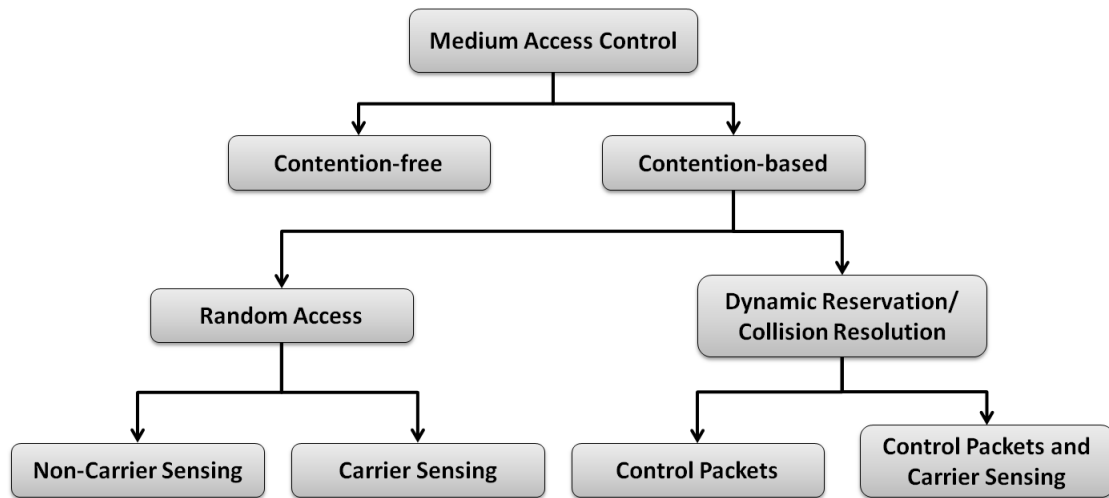 Medium Access Control
Contention-free
Contention-based
Random Access
Dynamic Reservation/
Collision Resolution
Non-Carrier Sensing
Carrier Sensing
Control Packets
Control Packets and
Carrier Sensing